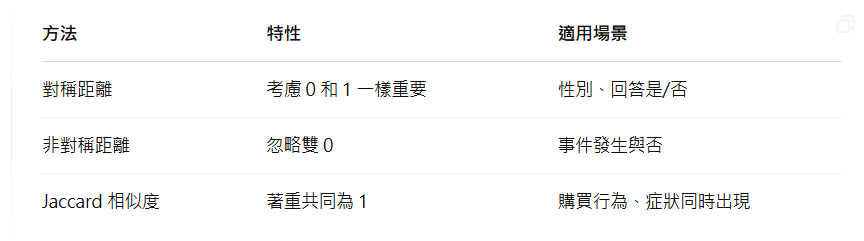 方法 特性 適用場景
對稱距離 考慮 0 和 1 一樣重要 性別、回答是/否
非對稱距離 忽略雙 0 事件發生與否
Jaccard 相似度 著重共同為 1 購買行為、症狀同時出現